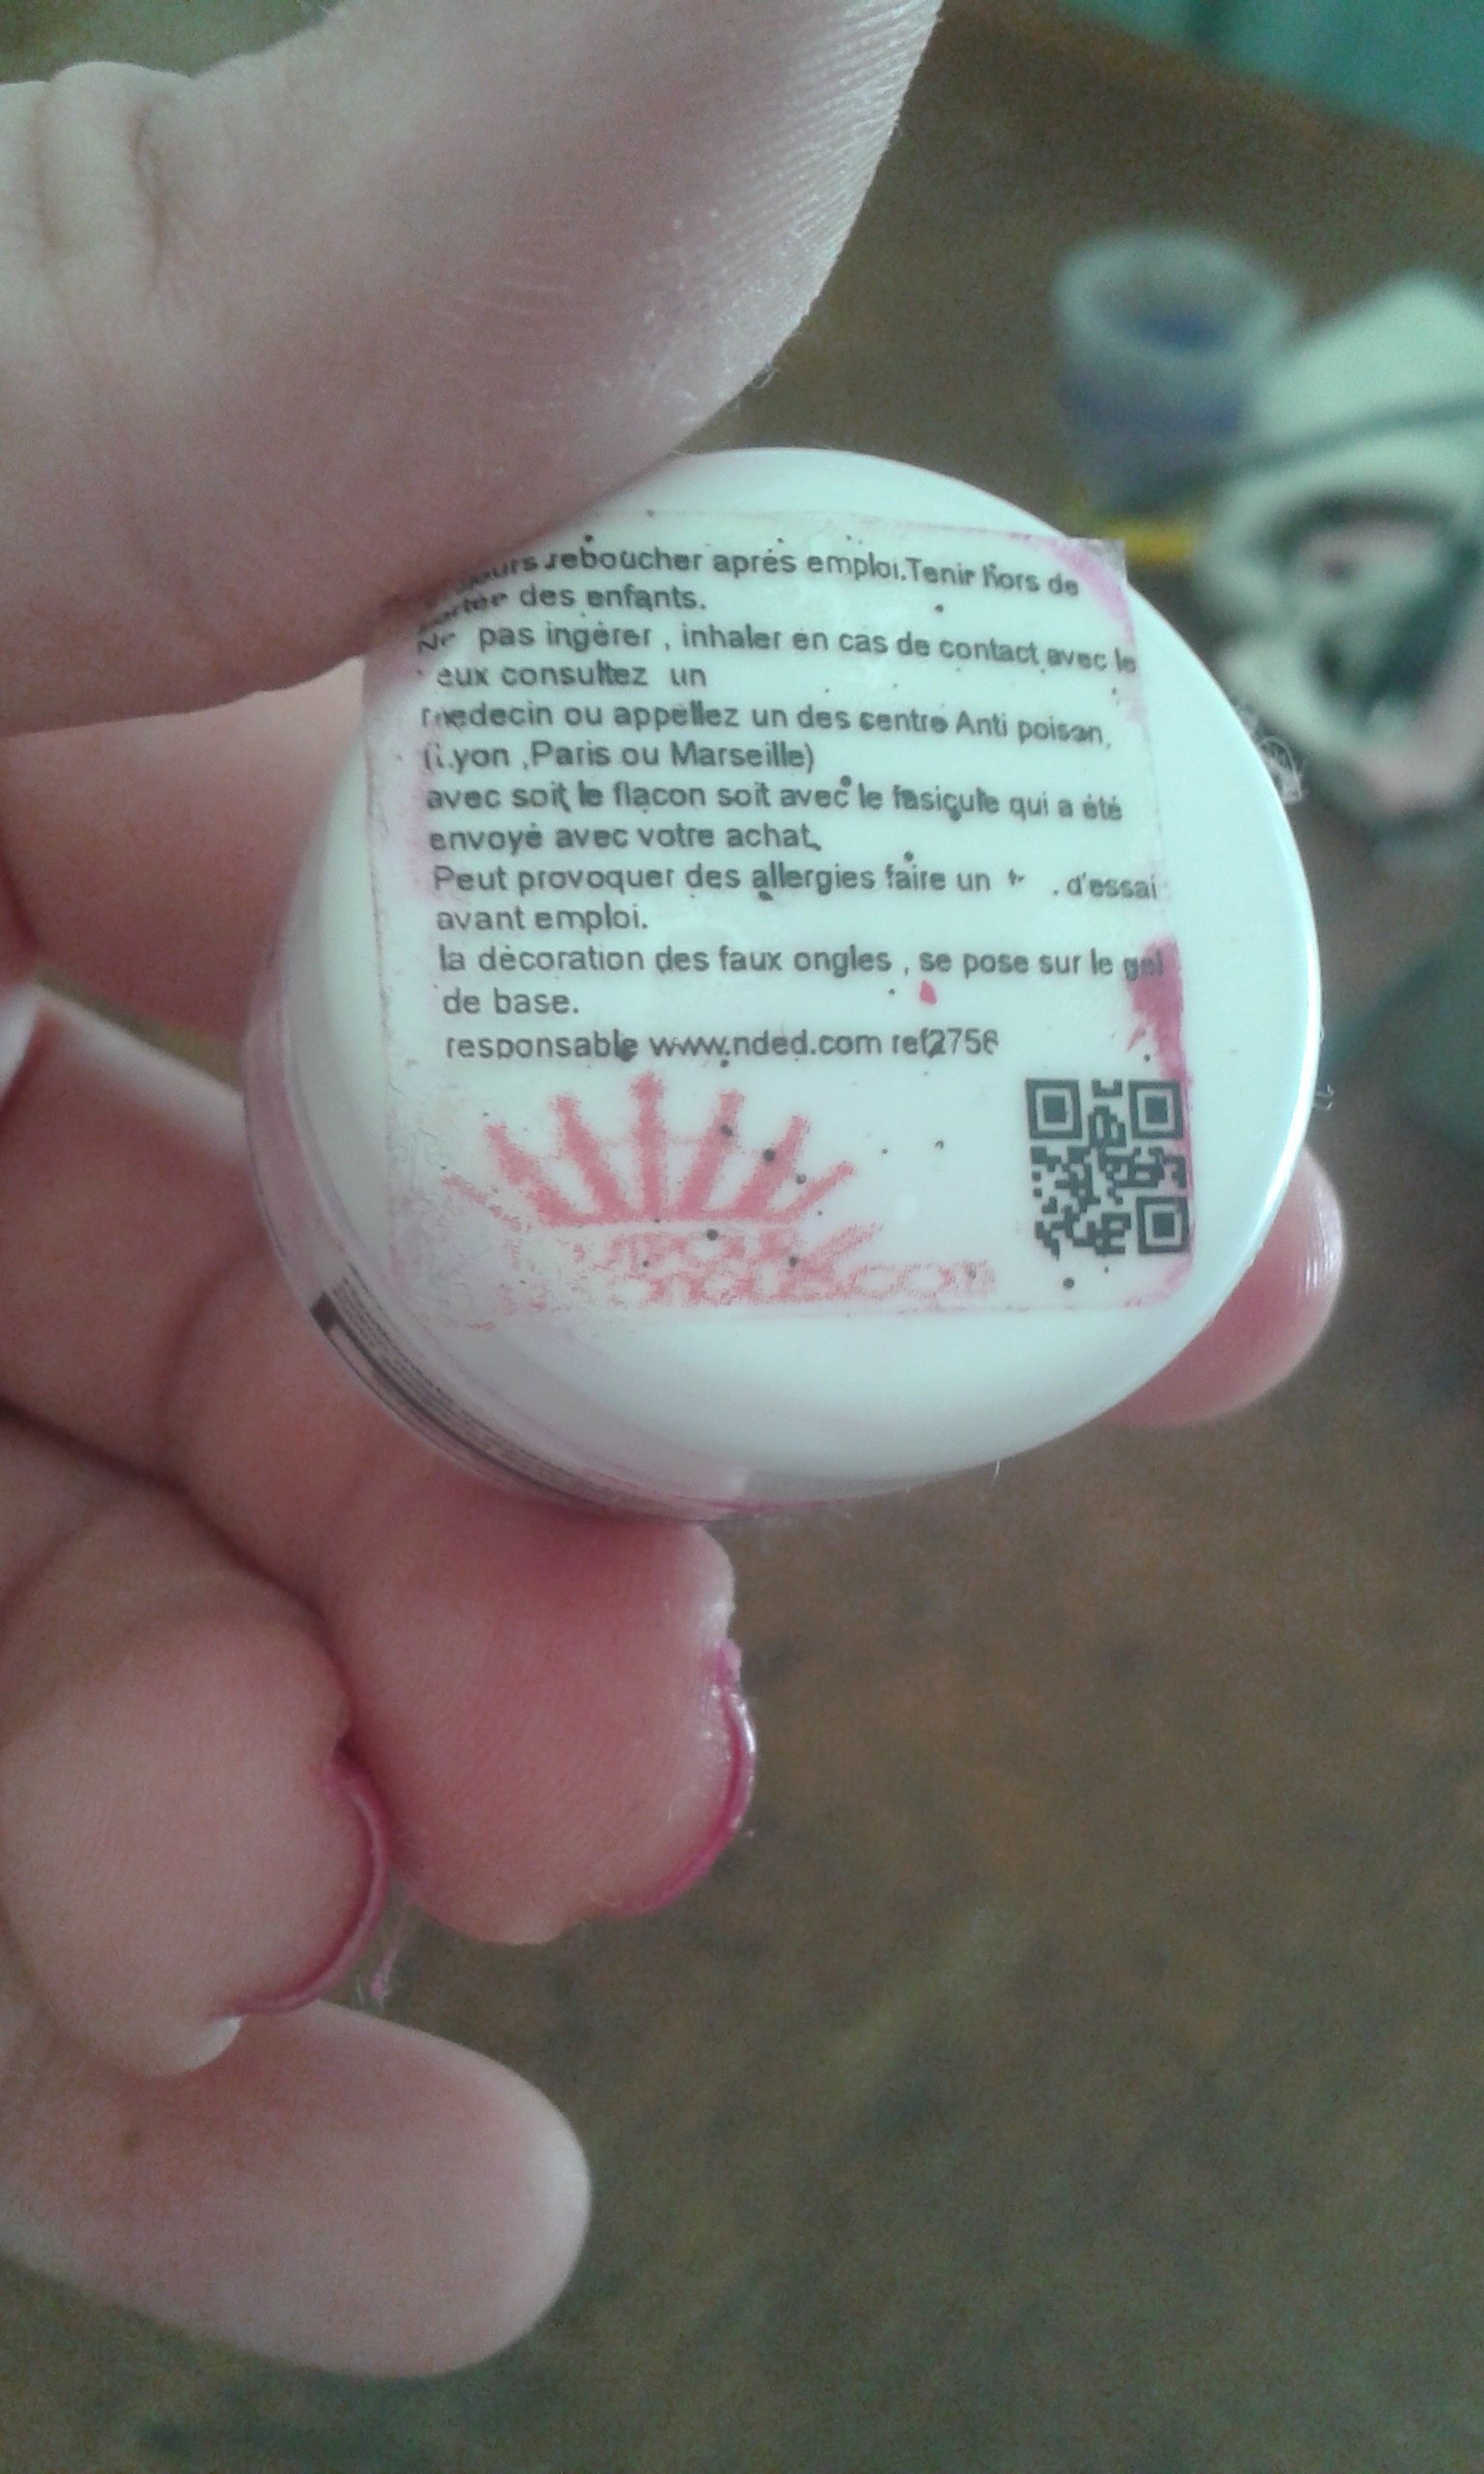 reboucher aprés emploi.Tenir hors de
des enfants.
Ne pas ingérer , inhaler en cas de contact avec le
consultez un
medecin ou appellez un des centre Anti poison,
(Lyon ,Paris ou Marseille)
avec soit le flacon soit avec le fasicule qui a été
envoyé avec votre achat.
Peut provoquer des allergies faire un d'essai
avant emploi.
la décoration des faux ongles , se pose sur le gel
de base.
responsable www.nded.com ref2756